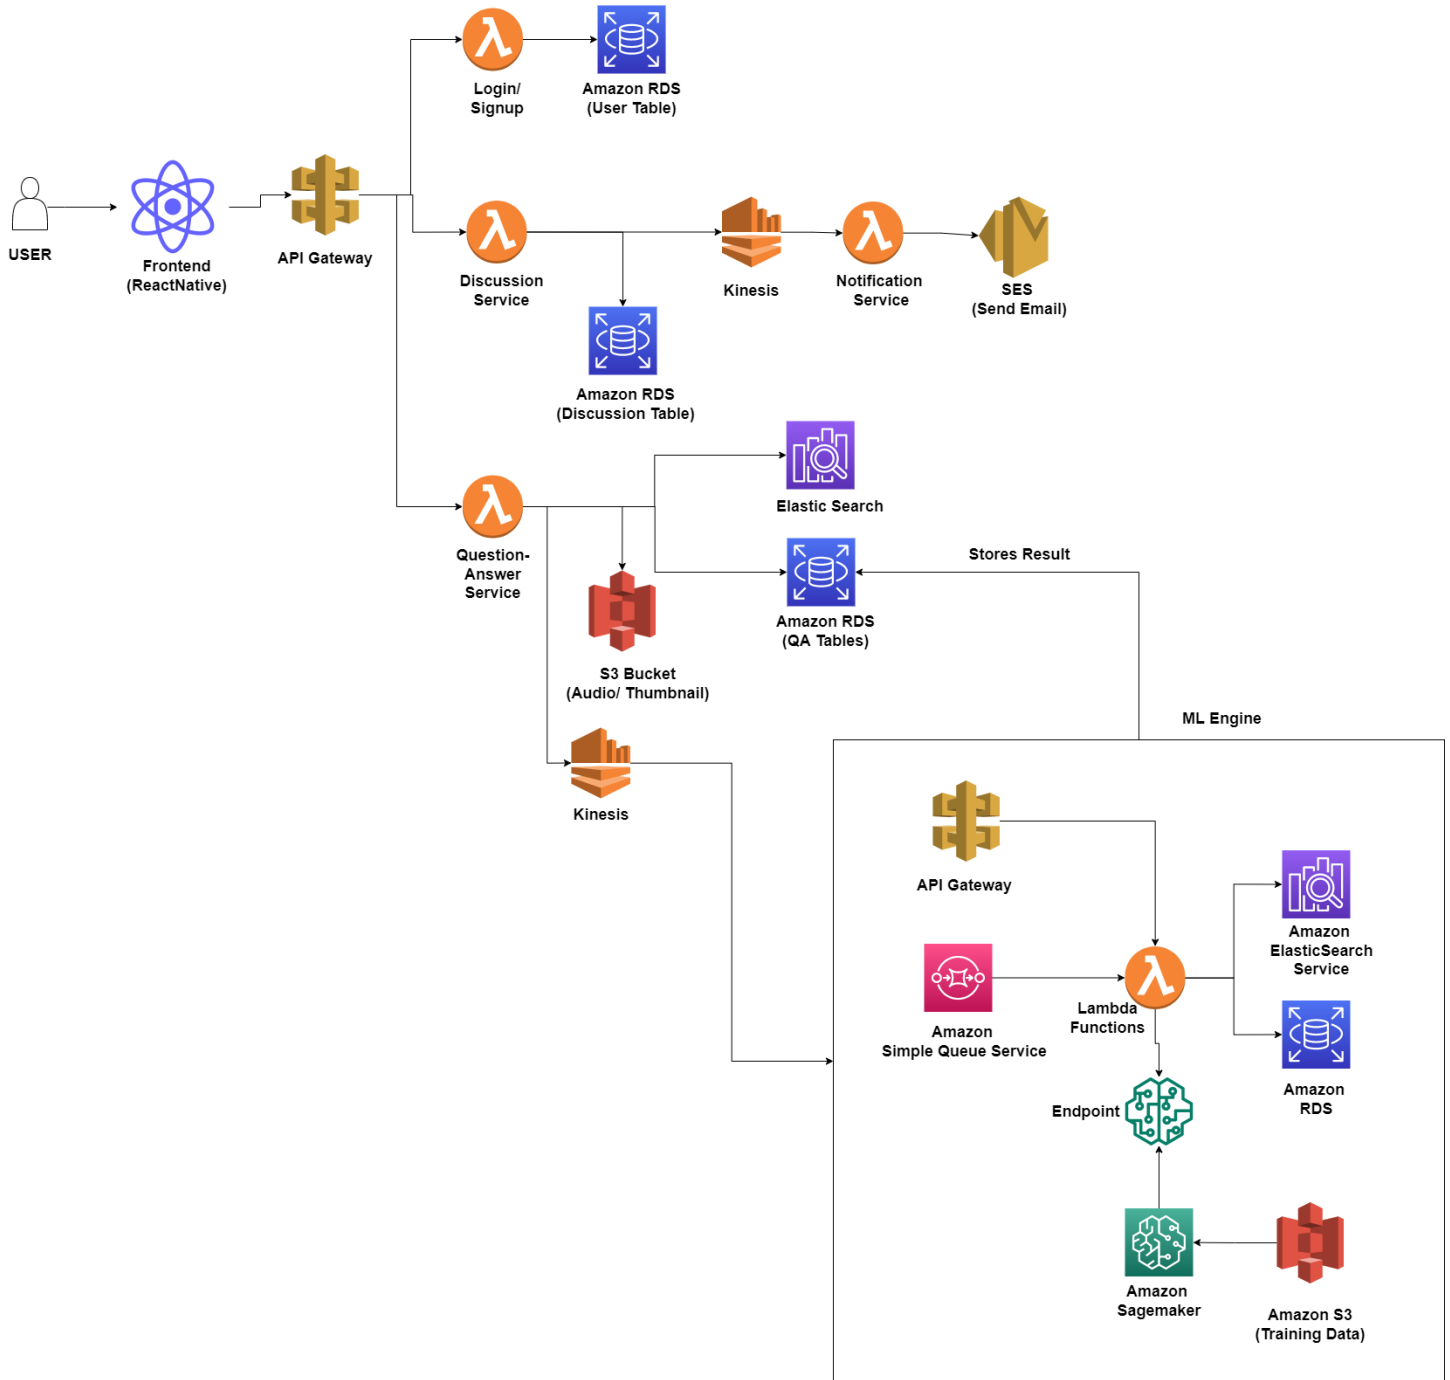 Login/
Signup
Amazon RDS
(User Table)
USER
Frontend
(ReactNative)
API Gateway
Discussion
Service
Kinesis
Notification
Service
SES
(Send Email)
Amazon RDS
(Discussion Table)
Elastic Search
Question-
Answer
Service
Stores Result
Amazon RDS
(QA Tables)
S3 Bucket
(Audio/ Thumbnail)
Kinesis
ML Engine
API Gateway
Amazon
ElasticSearch
Service
Amazon
Simple Queue Service
Lambda
Functions
Amazon
RDS
Endpoint
Amazon
Sagemaker
Amazon S3
(Training Data)